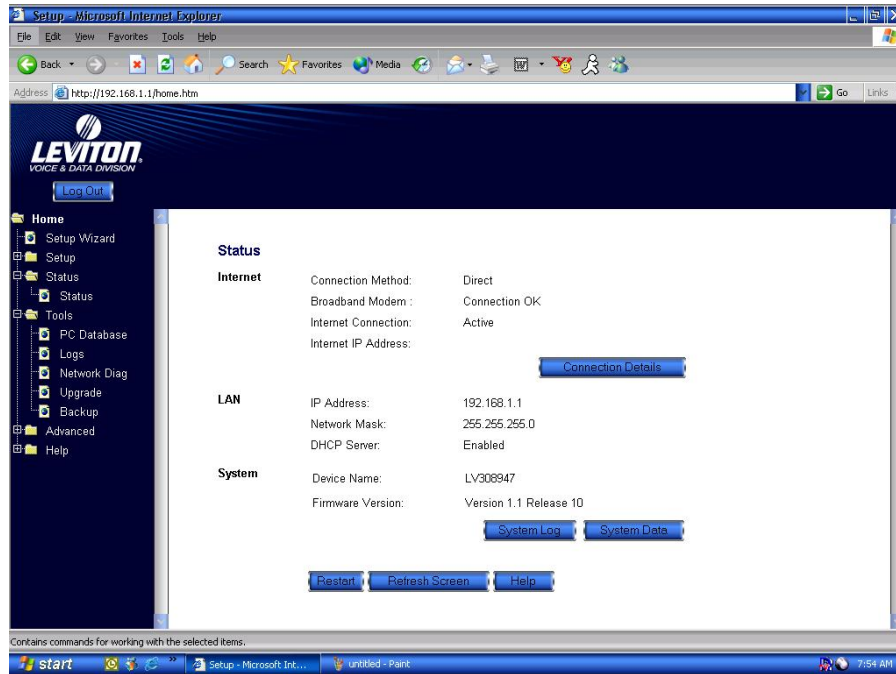 Setup - Microsoft Internet Explorer
File Edit View Favorites Tools Help
Back Search Favorites Media
Address http://192.168.1.1/home.htm Go Links
LEVITON.
VOICE & DATA DIVISION
Log Out
Home
Setup Wizard
Setup
Status
Status
Tools
PC Database
Logs
Network Diag
Upgrade
Backup
Advanced
Help
Status
Internet
Connection Method: Direct
Broadband Modem : Connection OK
Internet Connection: Active
Internet IP Address:
Connection Details
LAN
IP Address: 192.168.1.1
Network Mask: 255.255.255.0
DHCP Server: Enabled
System
Device Name: LV308947
Firmware Version: Version 1.1 Release 10
System Log System Data
Restart Refresh Screen Help
Contains commands for working with the selected items.
start » Setup - Microsoft Int... untitled - Paint 7:54 AM